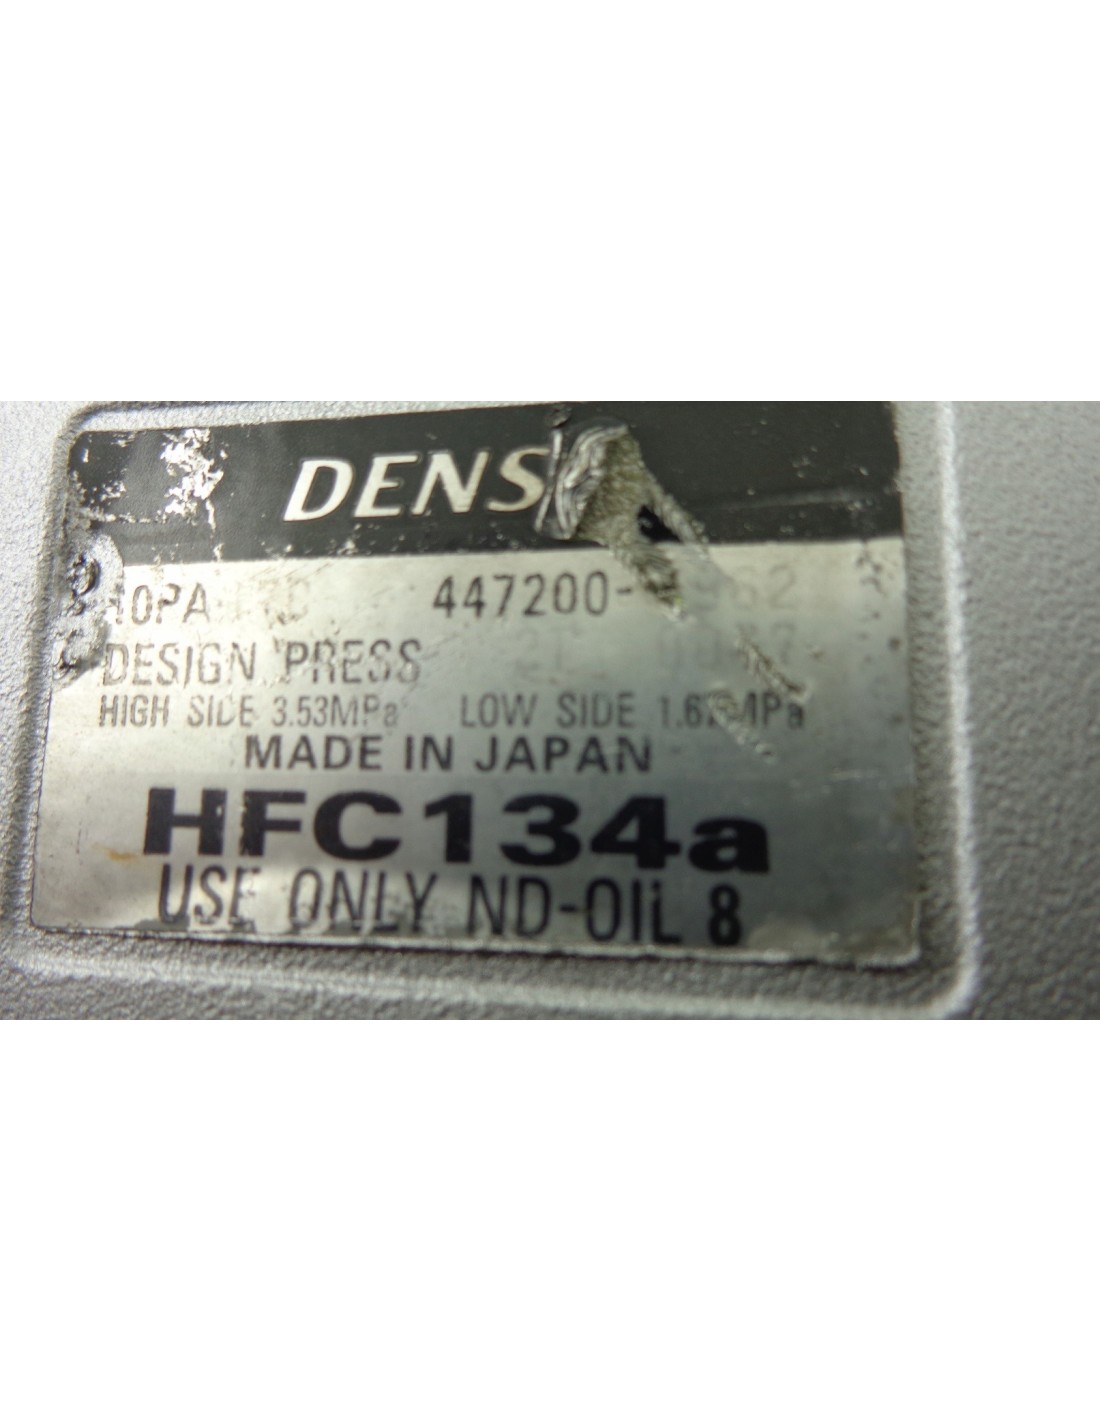 DENS
10PA 447200-
DESIGN PRESS
HIGH SIDE 3.53MPa LOW SIDE MPa
MADE IN JAPAN
HFC134a
USE ONLY ND-OIL 8